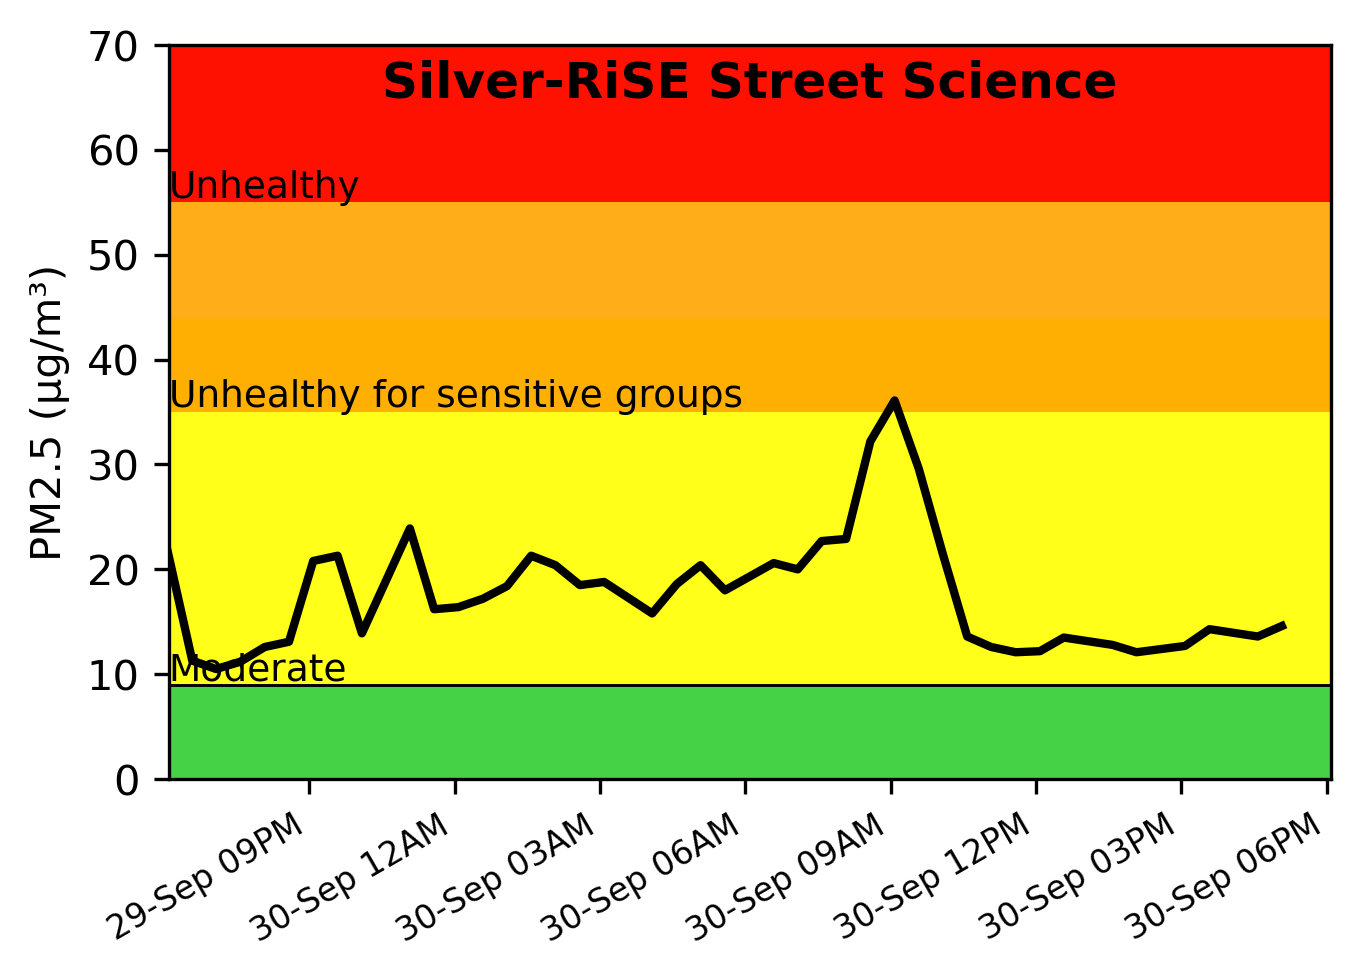 Silver-RiSE Street Science
70
60
50
40
30
20
10
0
PM2.5 (µg/m³)
Unhealthy
Unhealthy for sensitive groups
Moderate
29-Sep 09PM
30-Sep 12AM
30-Sep 03AM
30-Sep 06AM
30-Sep 09AM
30-Sep 12PM
30-Sep 03PM
30-Sep 06PM